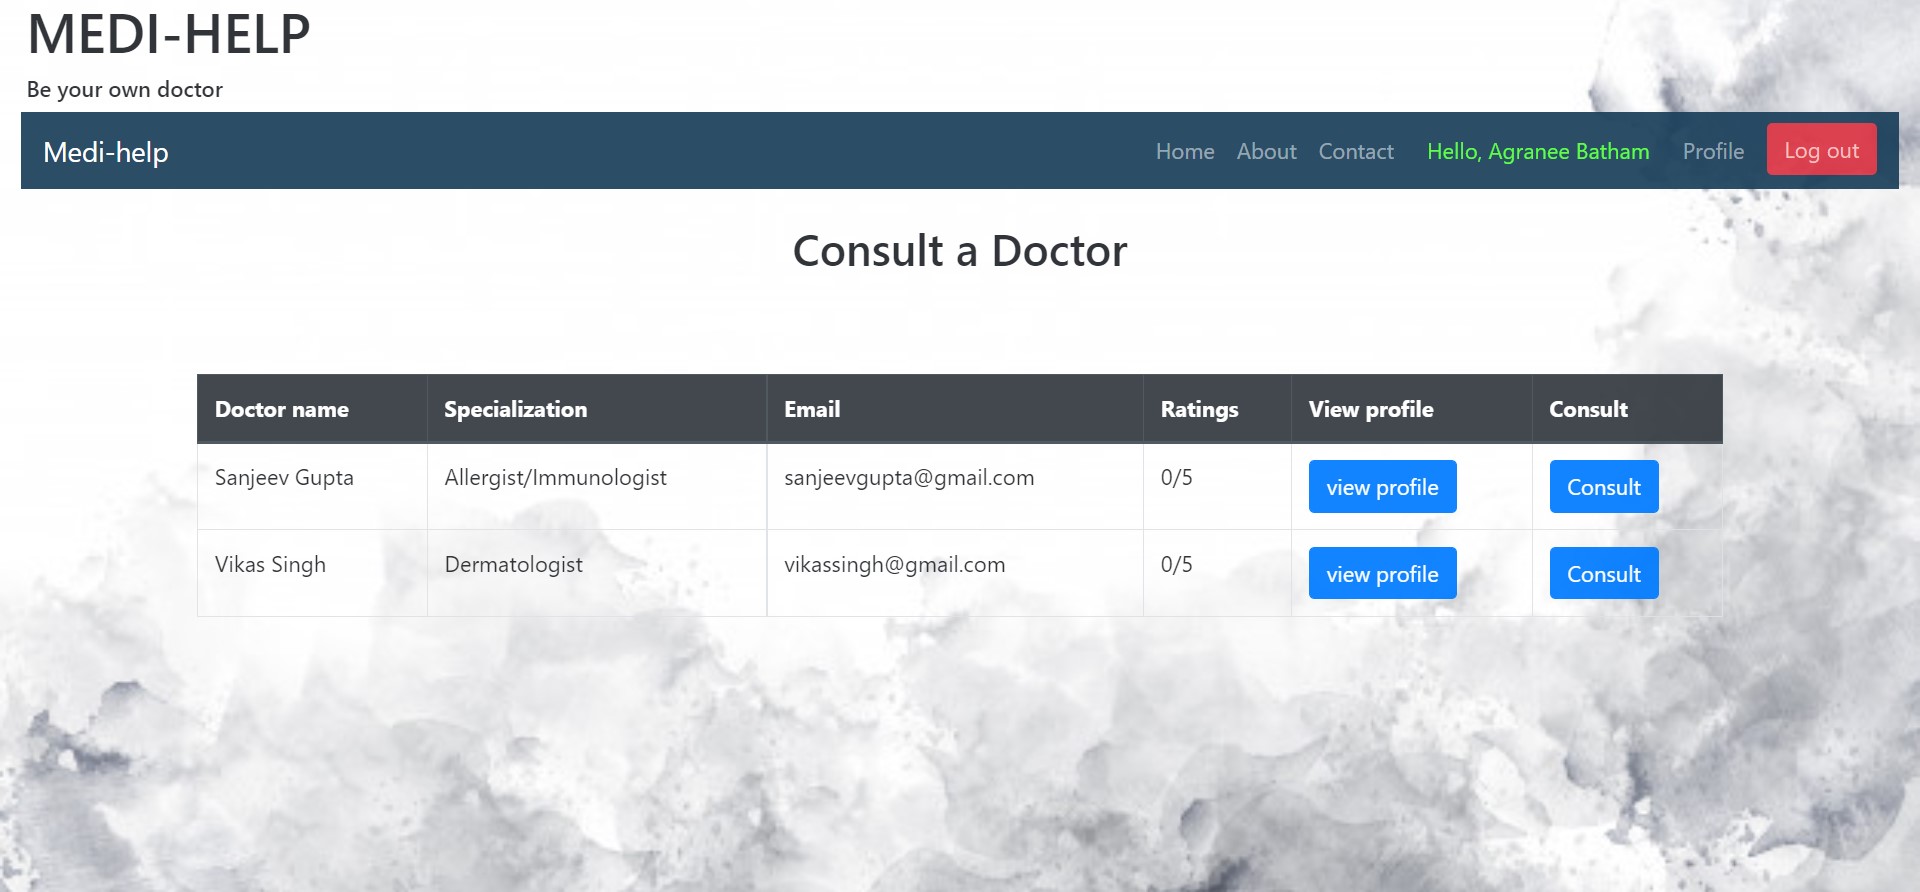 MEDI-HELP
Be your own doctor
Medi-help Home About Contact Hello, Agranee Batham Profile Log out
Consult a Doctor
Doctor name Specialization Email Ratings View profile Consult
Sanjeev Gupta Allergist/Immunologist sanjeevgupta@gmail.com 0/5 view profile Consult
Vikas Singh Dermatologist vikassingh@gmail.com 0/5 view profile Consult